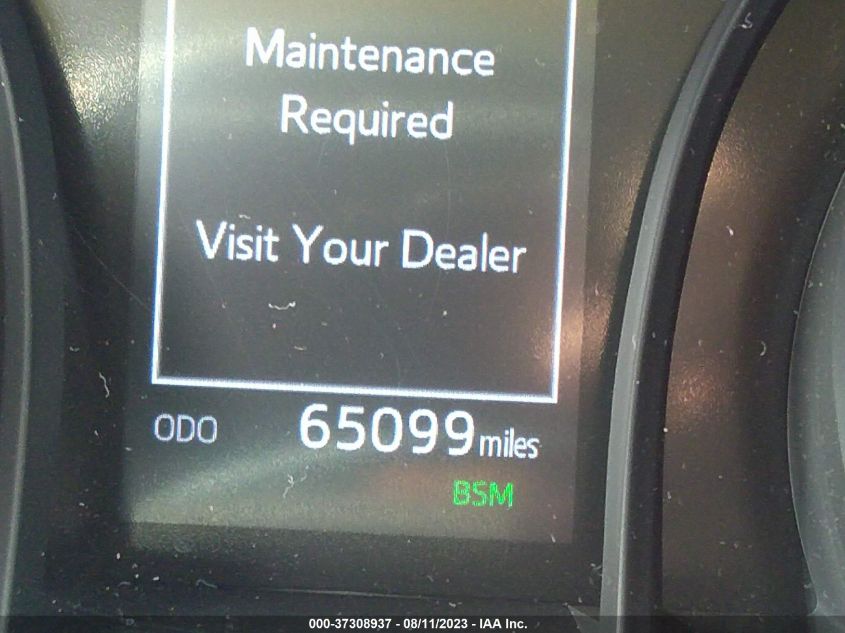 Maintenance
Required
Visit Your Dealer
ODO 65099 miles
BSM
000-37308937 - 08/11/2023 - IAA Inc.